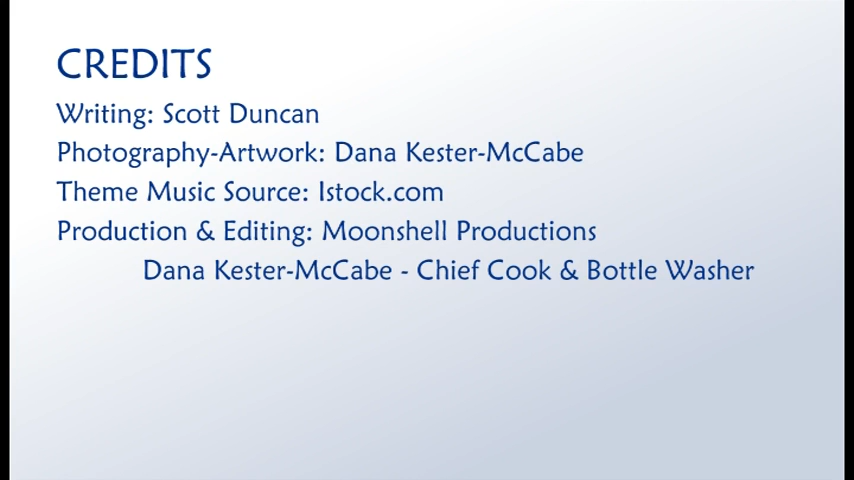 CREDITS
Writing: Scott Duncan
Photography-Artwork: Dana Kester-McCabe
Theme Music Source: Istock.com
Production & Editing: Moonshell Productions
Dana Kester-McCabe - Chief Cook & Bottle Washer